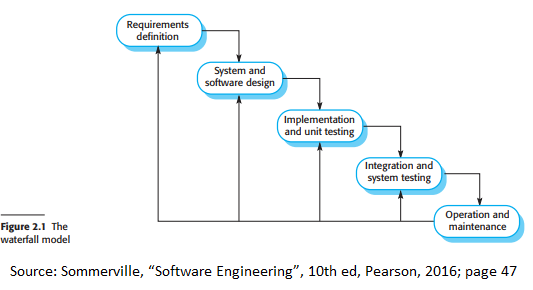 Requirements
definition
System and
software design
Implementation
and unit testing
Integration and
system testing
Operation and
maintenance
Figure 2.1 The
waterfall model
Source: Sommerville, “Software Engineering”, 10th ed, Pearson, 2016; page 47